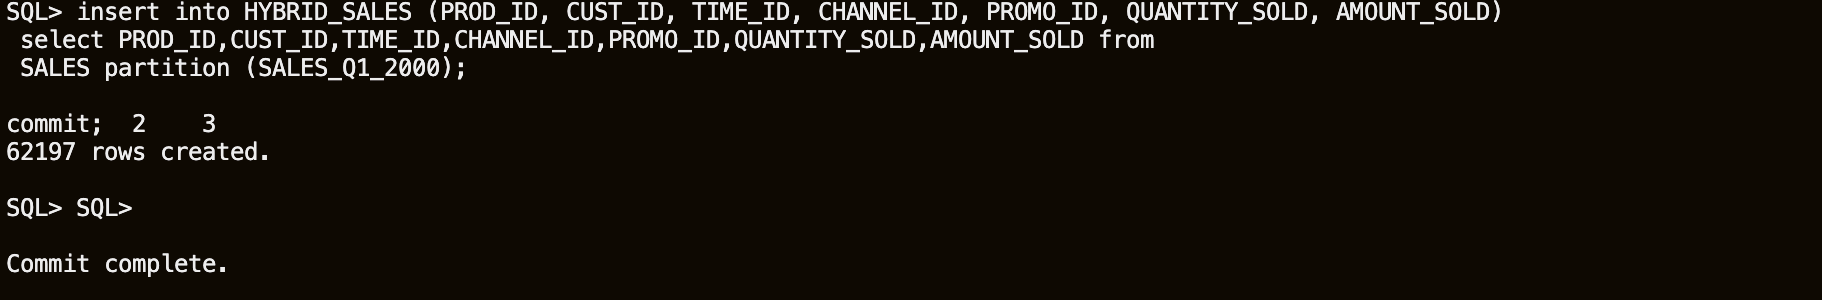 SQL> insert into HYBRID_SALES (PROD_ID, CUST_ID, TIME_ID, CHANNEL_ID, PROMO_ID, QUANTITY_SOLD, AMOUNT_SOLD)
select PROD_ID,CUST_ID,TIME_ID,CHANNEL_ID,PROMO_ID,QUANTITY_SOLD,AMOUNT_SOLD from
SALES partition (SALES_Q1_2000);
commit;  2    3
62197 rows created.
SQL> SQL>
Commit complete.